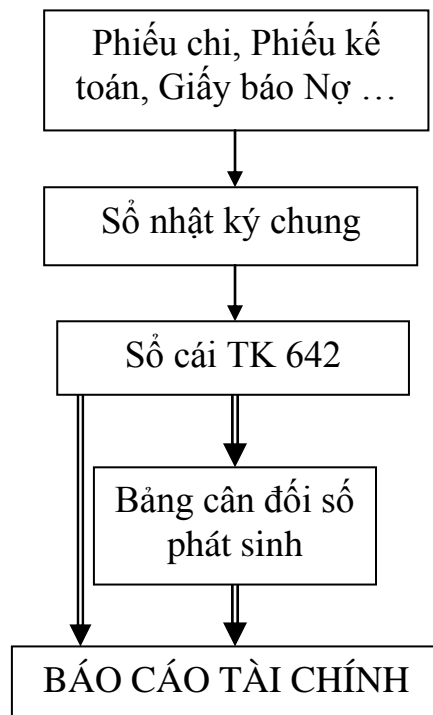 Phiếu chi, Phiếu kế
toán, Giấy báo Nợ …
Sổ nhật ký chung
Sổ cái TK 642
Bảng cân đối số
phát sinh
BÁO CÁO TÀI CHÍNH